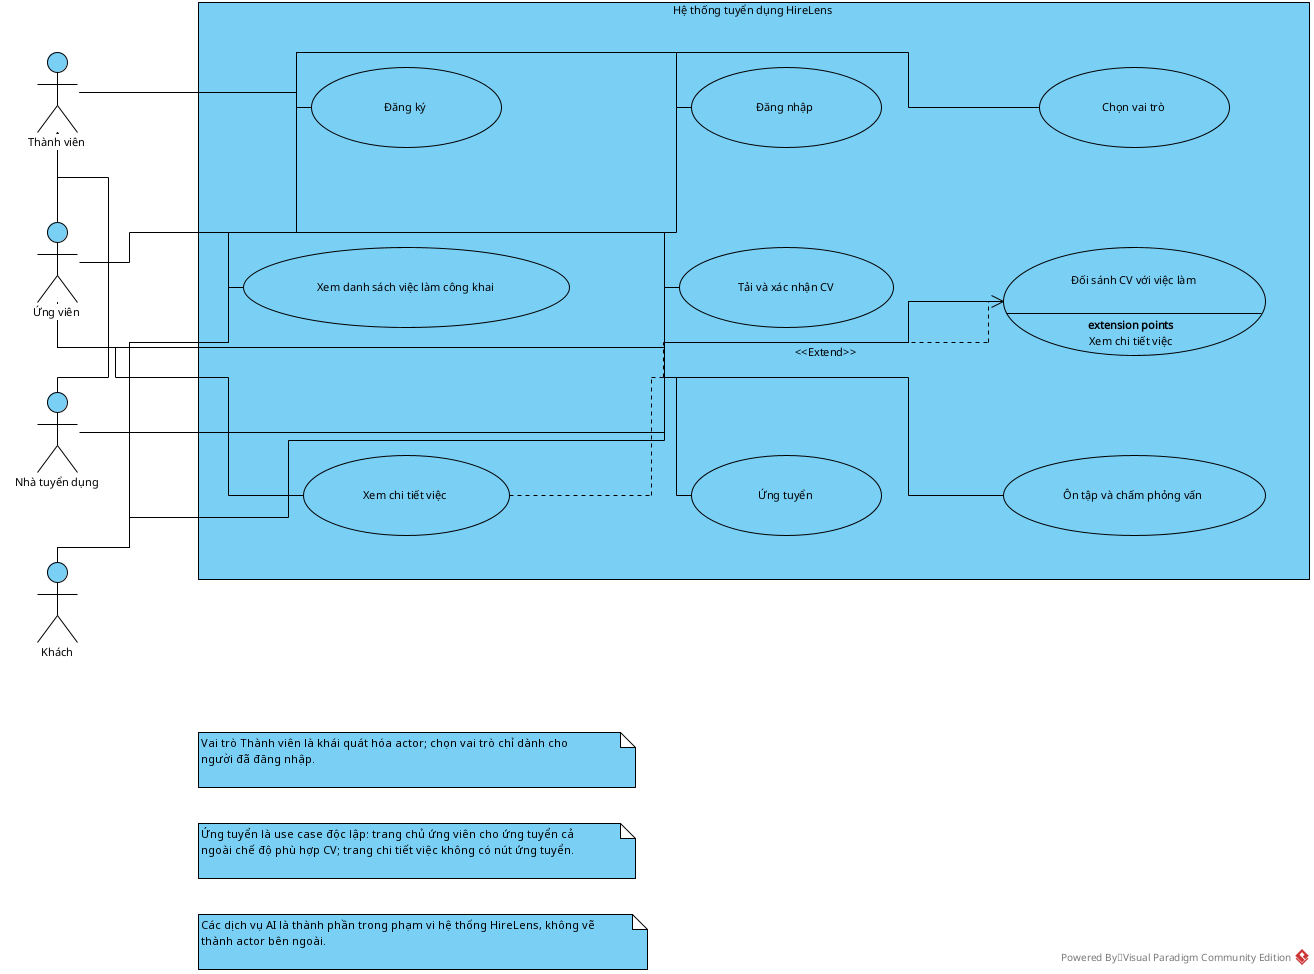 Hệ thống tuyển dụng HireLens
Đăng ký
Đăng nhập
Chọn vai trò
Thành viên
Xem danh sách việc làm công khai
Tải và xác nhận CV
Đối sánh CV với việc làm
extension points
Xem chi tiết việc
Ứng viên
<<Extend>>
Nhà tuyển dụng
Xem chi tiết việc
Ứng tuyển
Ôn tập và chấm phỏng vấn
Khách
Vai trò Thành viên là khái quát hóa actor; chọn vai trò chỉ dành cho
người đã đăng nhập.
Ứng tuyển là use case độc lập: trang chủ ứng viên cho ứng tuyển cả
ngoài chế độ phù hợp CV; trang chi tiết việc không có nút ứng tuyển.
Các dịch vụ AI là thành phần trong phạm vi hệ thống HireLens, không vẽ
thành actor bên ngoài.
Powered By Visual Paradigm Community Edition